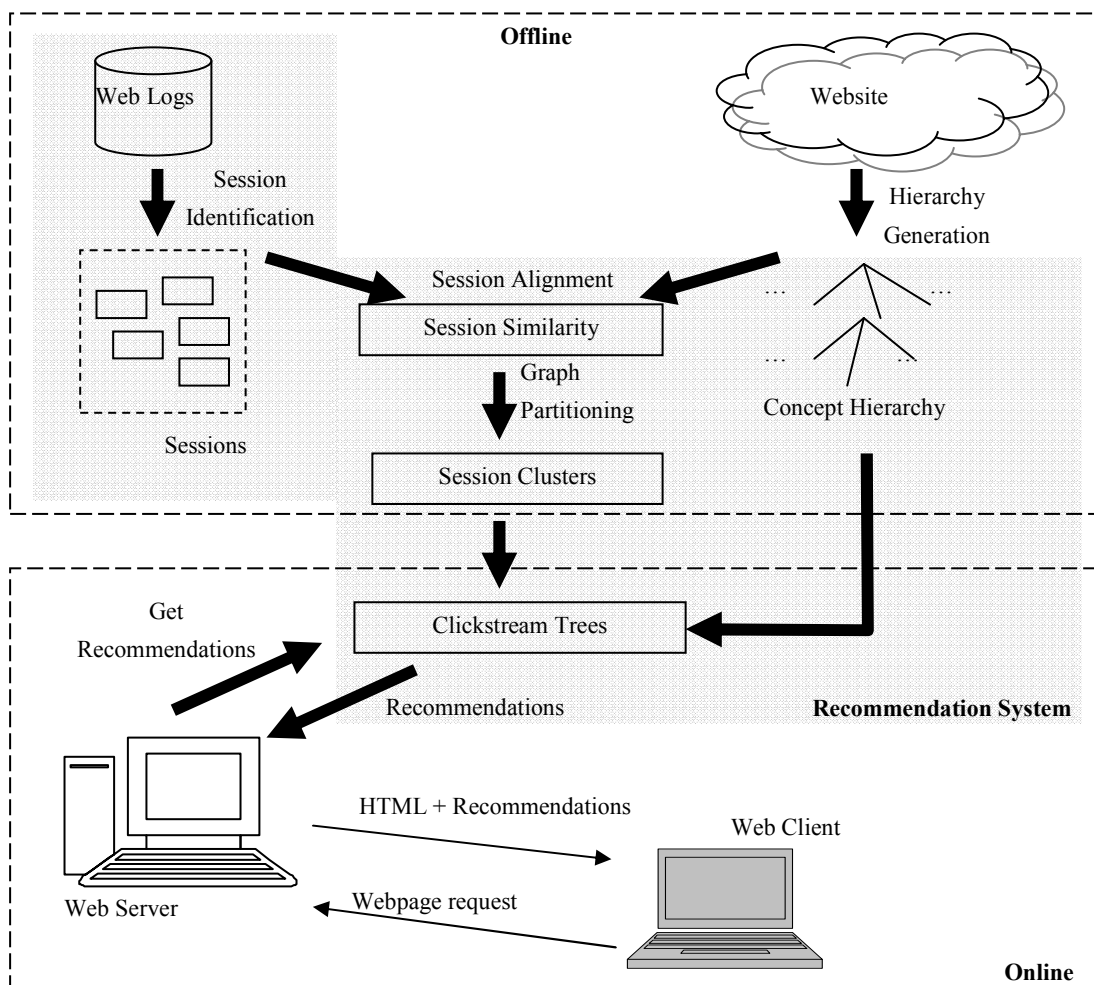 Offline
Web Logs
Website
Session
Identification
Hierarchy
Generation
Session Alignment
... ...
Session Similarity
Graph
Partitioning
... ...
Concept Hierarchy
Sessions
Session Clusters
Get
Recommendations
Clickstream Trees
Recommendations
Recommendation System
HTML + Recommendations
Web Client
Webpage request
Web Server
Online